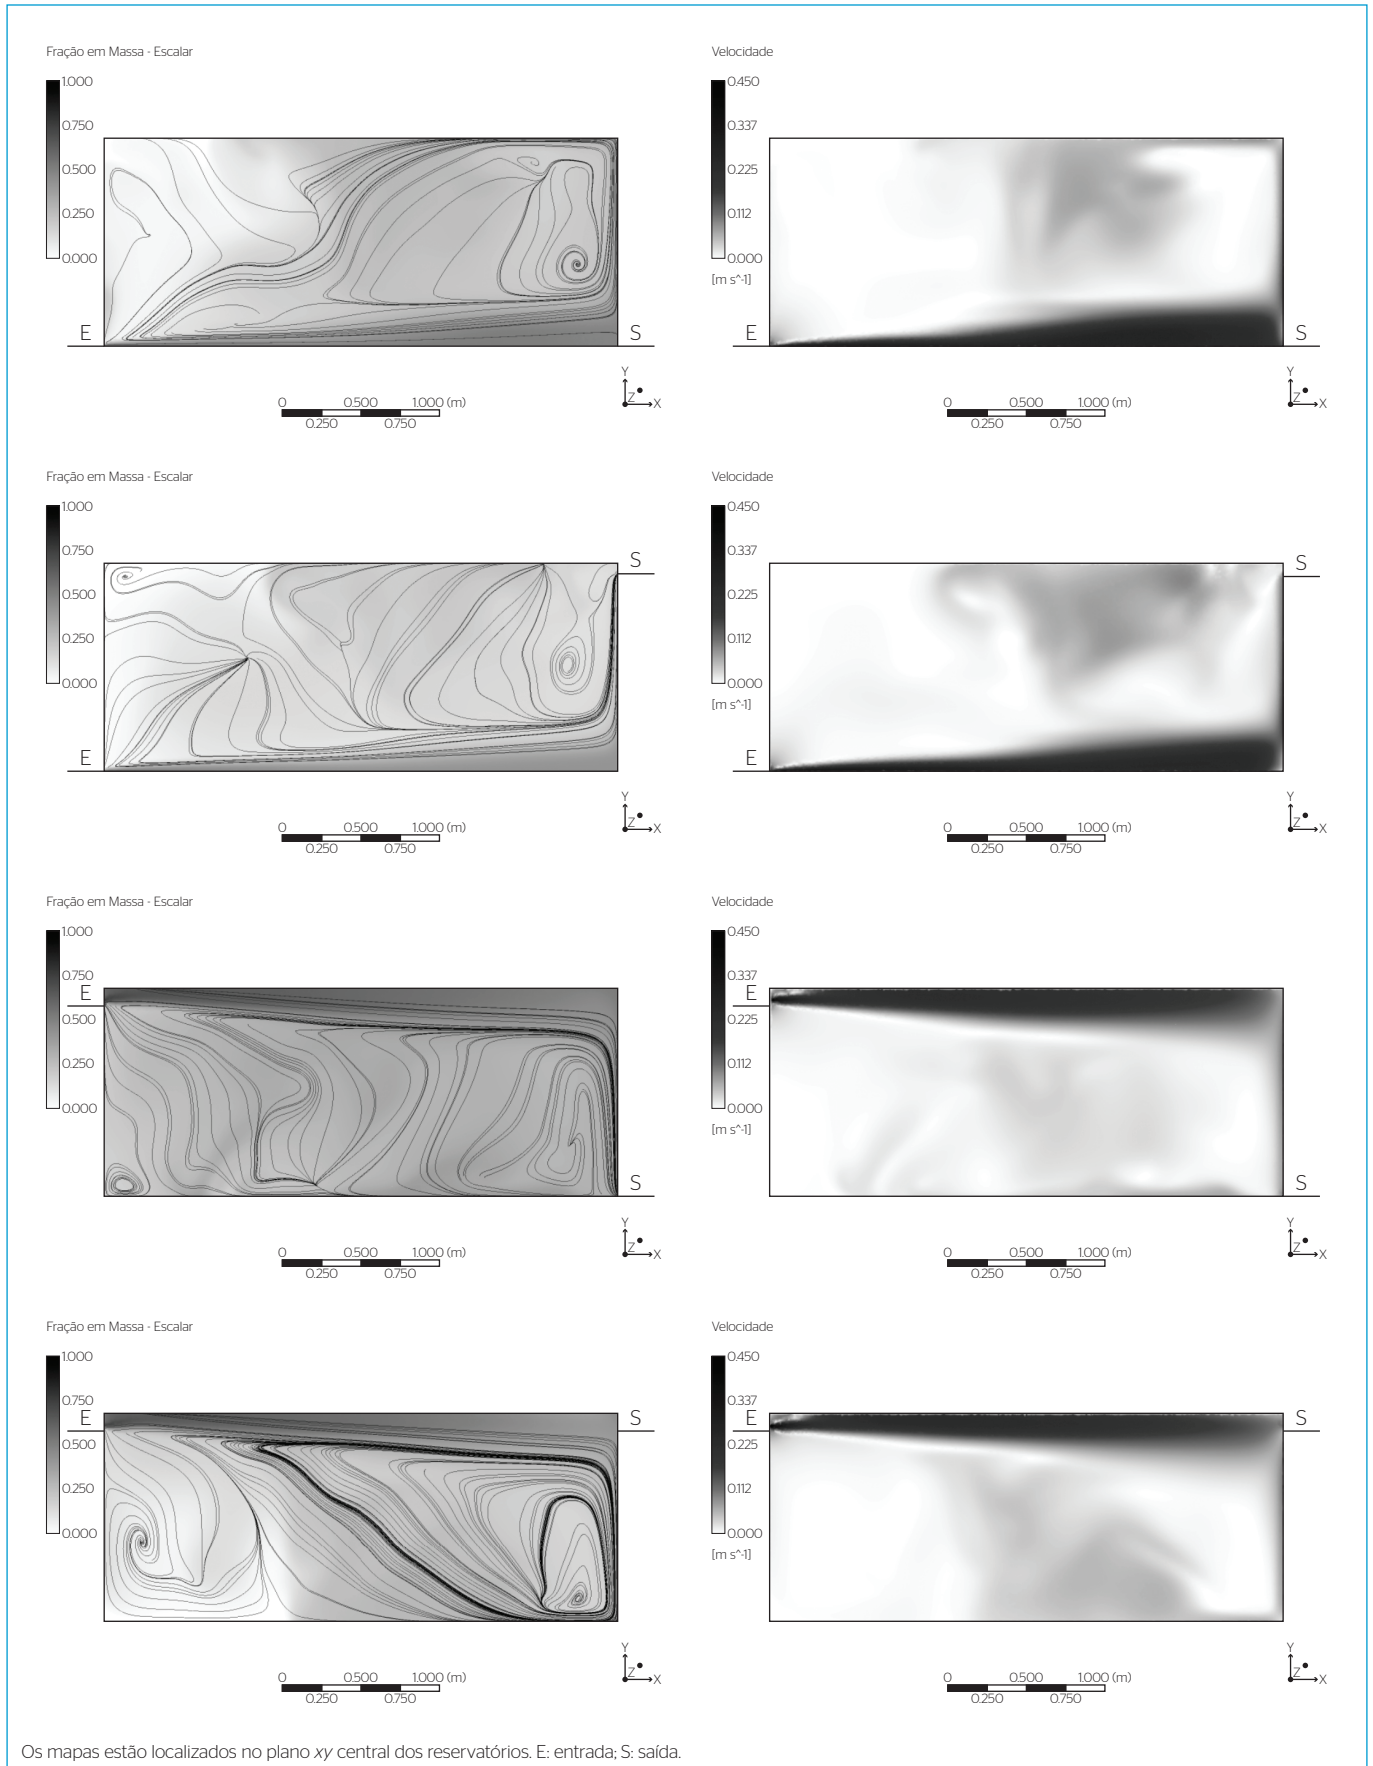 Fração em Massa - Escalar
1.000
0.750
0.500
0.250
0.000
E
S
0 0.500 1.000 (m)
0.250 0.750
Y
Z
X
Velocidade
0.450
0.337
0.225
0.112
0.000
[m s^-1]
E
S
0 0.500 1.000 (m)
0.250 0.750
Y
Z
X
Fração em Massa - Escalar
1.000
0.750
0.500
0.250
0.000
S
E
0 0.500 1.000 (m)
0.250 0.750
Y
Z
X
Velocidade
0.450
0.337
0.225
0.112
0.000
[m s^-1]
S
E
0 0.500 1.000 (m)
0.250 0.750
Y
Z
X
Fração em Massa - Escalar
1.000
0.750
E
0.500
0.250
0.000
S
0 0.500 1.000 (m)
0.250 0.750
Y
Z
X
Velocidade
0.450
0.337
E
0.225
0.112
0.000
[m s^-1]
S
0 0.500 1.000 (m)
0.250 0.750
Y
Z
X
Fração em Massa - Escalar
1.000
0.750
E
S
0.500
0.250
0.000
0 0.500 1.000 (m)
0.250 0.750
Y
Z
X
Velocidade
0.450
0.337
E
S
0.225
0.112
0.000
[m s^-1]
0 0.500 1.000 (m)
0.250 0.750
Y
Z
X
Os mapas estão localizados no plano xy central dos reservatórios. E: entrada; S: saída.